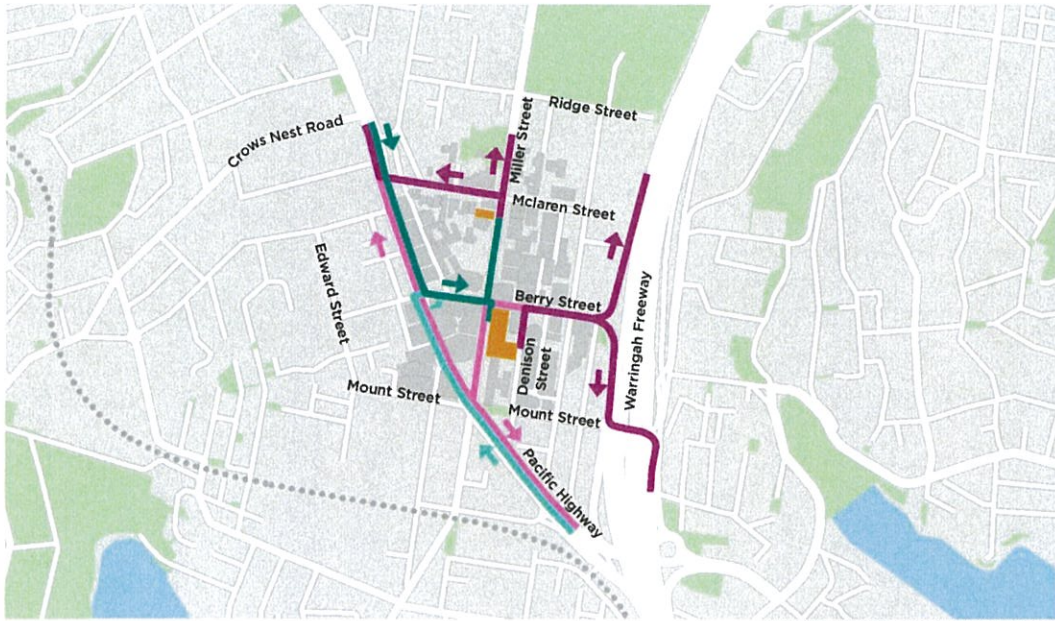 Ridge Street
Crows Nest Road
Miller Street
Mclaren Street
Edward Street
Berry Street
Warringah Freeway
Denison
Street
Mount Street
Mount Street
Pacific Highway